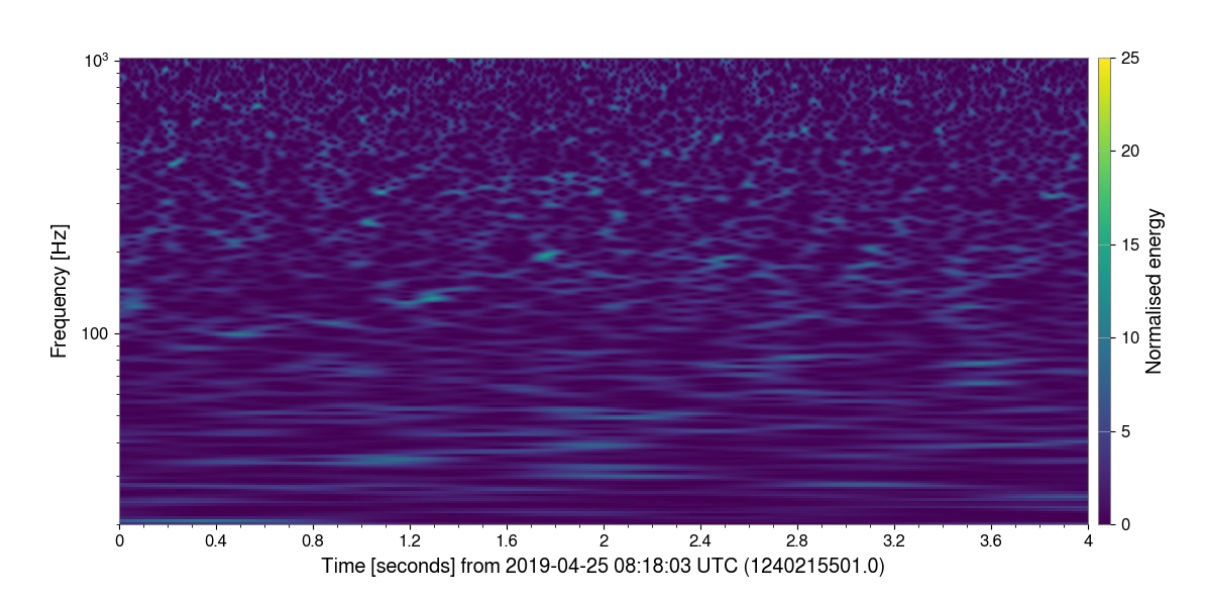 10³
100
Frequency [Hz]
0 0.4 0.8 1.2 1.6 2 2.4 2.8 3.2 3.6 4
Time [seconds] from 2019-04-25 08:18:03 UTC (1240215501.0)
25
20
15
10
5
0
Normalised energy